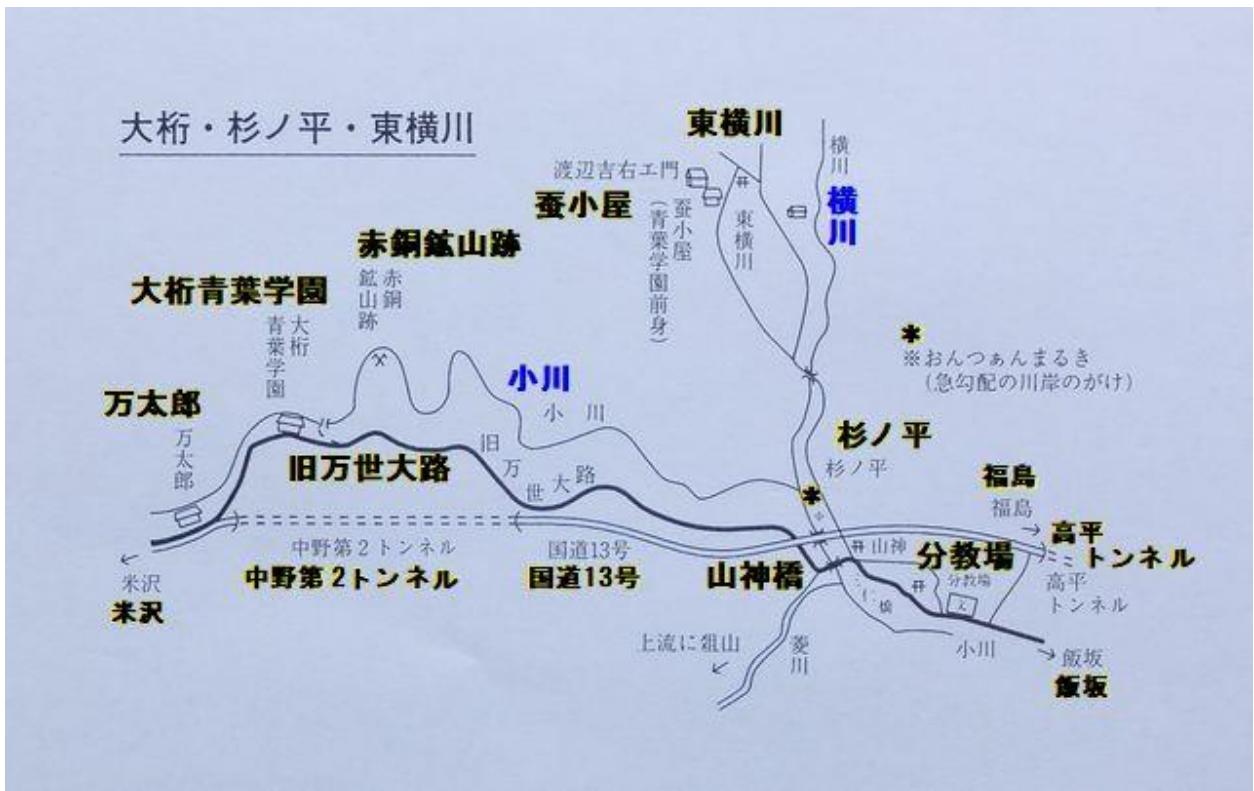 大桁・杉ノ平・東横川
東横川
渡辺吉右エ門
蚕小屋
蚕小屋
(青葉学園前身)
東横川
横川
横川
赤銅鉱山跡
赤銅
鉱山跡
大桁青葉学園
大桁
青葉学園
万太郎
万太郎
小川
小川
*
※おんつぁんまるき
(急勾配の川岸のがけ)
旧万世大路
旧万世大路
杉ノ平
杉ノ平
*
福島
福島
高平
トンネル
高平
トンネル
中野第2トンネル
中野第2トンネル
国道13号
国道13号
山神橋
山神
分教場
分教場
文
橋
米沢
米沢
上流に爼山
菱川
小川
飯坂
飯坂